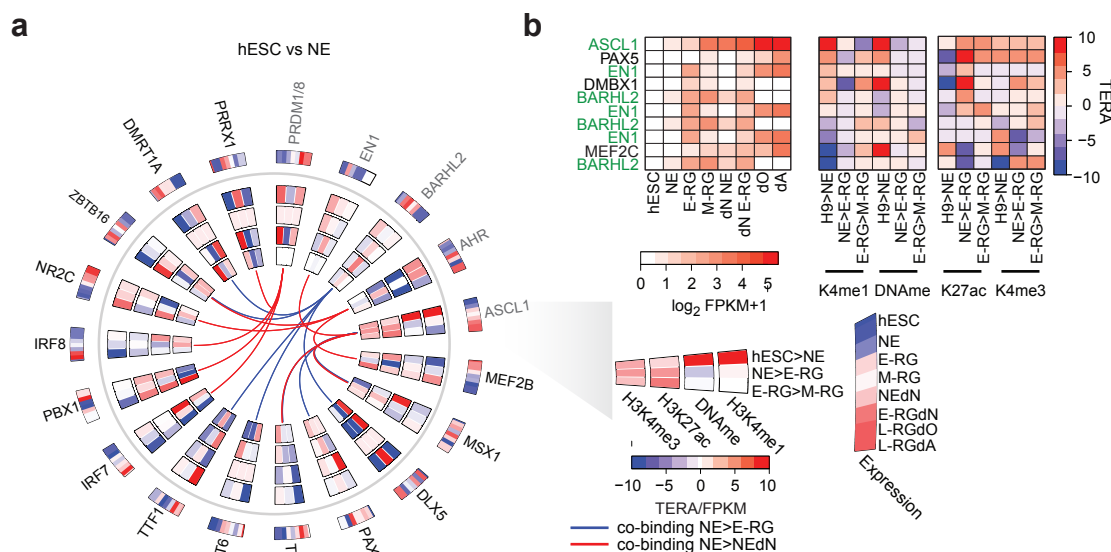 a
hESC vs NE
PRDM1/8
EN1
BARHL2
AHR
ASCL1
MEF2B
MSX1
DLX5
PAX
T
T6
TTF1
IRF7
PBX1
IRF8
NR2C
ZBTB16
DMRT1A
PRRX1
b
ASCL1
PAX5
EN1
DMBX1
BARHL2
EN1
BARHL2
EN1
MEF2C
BARHL2
hESC
NE
E-RG
M-RG
dN NE
dN E-RG
dO
dA
0 1 2 3 4 5
log2 FPKM+1
H9>NE
NE>E-RG
E-RG>M-RG
H9>NE
NE>E-RG
E-RG>M-RG
H9>NE
NE>E-RG
E-RG>M-RG
H9>NE
NE>E-RG
E-RG>M-RG
K4me1 DNAme K27ac K4me3
10
5
0
−5
−10
TERA
hESC>NE
NE>E-RG
E-RG>M-RG
H3K4me3
H3K27ac
DNAme
H3K4me1
−10 −5 0 5 10
TERA/FPKM
co-binding NE>E-RG
co-binding NE>NEdN
hESC
NE
E-RG
M-RG
NEdN
E-RGdN
L-RGdO
L-RGdA
Expression